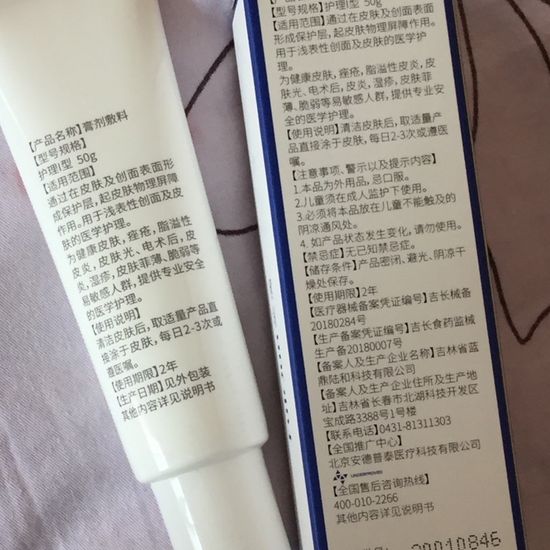 【产品名称】膏剂敷料
【型号规格】
护理Ⅰ型 50g
【适用范围】
通过在皮肤及创面表面形
成保护层,起皮肤物理屏障
作用。用于浅表性创面及皮
肤的医学护理。
为健康皮肤,痤疮,脂溢性
皮炎,皮肤光、电术后,皮
炎,湿疹,皮肤菲薄、脆弱等
易敏感人群,提供专业安全
的医学护理。
【使用说明】
清洁皮肤后,取适量产品直
接涂于皮肤,每日2-3次或
遵医嘱。
【使用期限】2年
【生产日期】见外包装
其他内容详见说明书
【型号规格】护理Ⅰ型 50g
【适用范围】通过在皮肤及创面表面
形成保护层,起皮肤物理屏障作用。
用于浅表性创面及皮肤的医学护
理。
为健康皮肤,痤疮,脂溢性皮炎,
皮肤光、电术后,皮炎,湿疹,皮肤菲
薄、脆弱等易敏感人群,提供专业安
全的医学护理。
【使用说明】清洁皮肤后,取适量产
品直接涂于皮肤,每日2-3次或遵医
嘱。
【注意事项、警示以及提示内容】
1.本品为外用品,忌口服。
2.儿童须在成人监护下使用。
3.必须将本品放在儿童不能触及的
阴凉通风处。
4. 如产品状态发生变化,请勿使用。
【禁忌症】无已知禁忌症。
【储存条件】产品密闭、避光、阴凉干
燥处保存。
【使用期限】2年
【医疗器械备案凭证编号】吉长械备
20180284号
【生产备案凭证编号】吉长食药监械
生产备20180007号
【备案人及生产企业名称】吉林省蓝
鼎陆和科技有限公司
【备案人及生产企业住所及生产地
址】吉林省长春市北湖科技开发区
宝成路3388号1号楼
【联系电话】0431-81311303
【全国推广中心】
北京安德普泰医疗科技有限公司
UNDERPROVED
【全国售后咨询热线】
400-010-2266
其他内容详见说明书
20010846